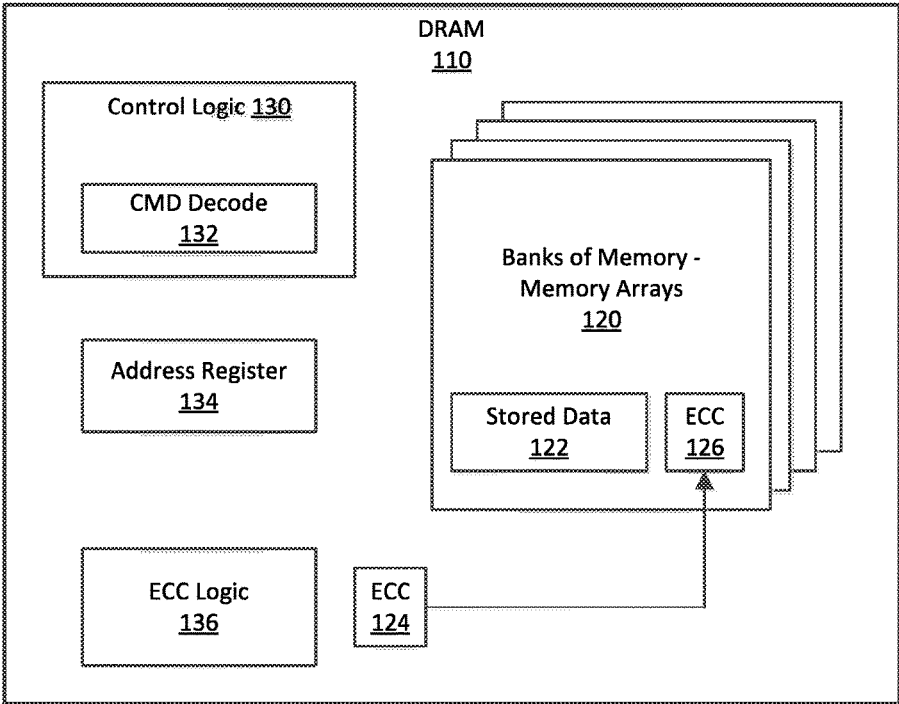 DRAM
110
Control Logic 130
CMD Decode
132
Banks of Memory -
Memory Arrays
120
Address Register
134
Stored Data
122
ECC
126
ECC Logic
136
ECC
124